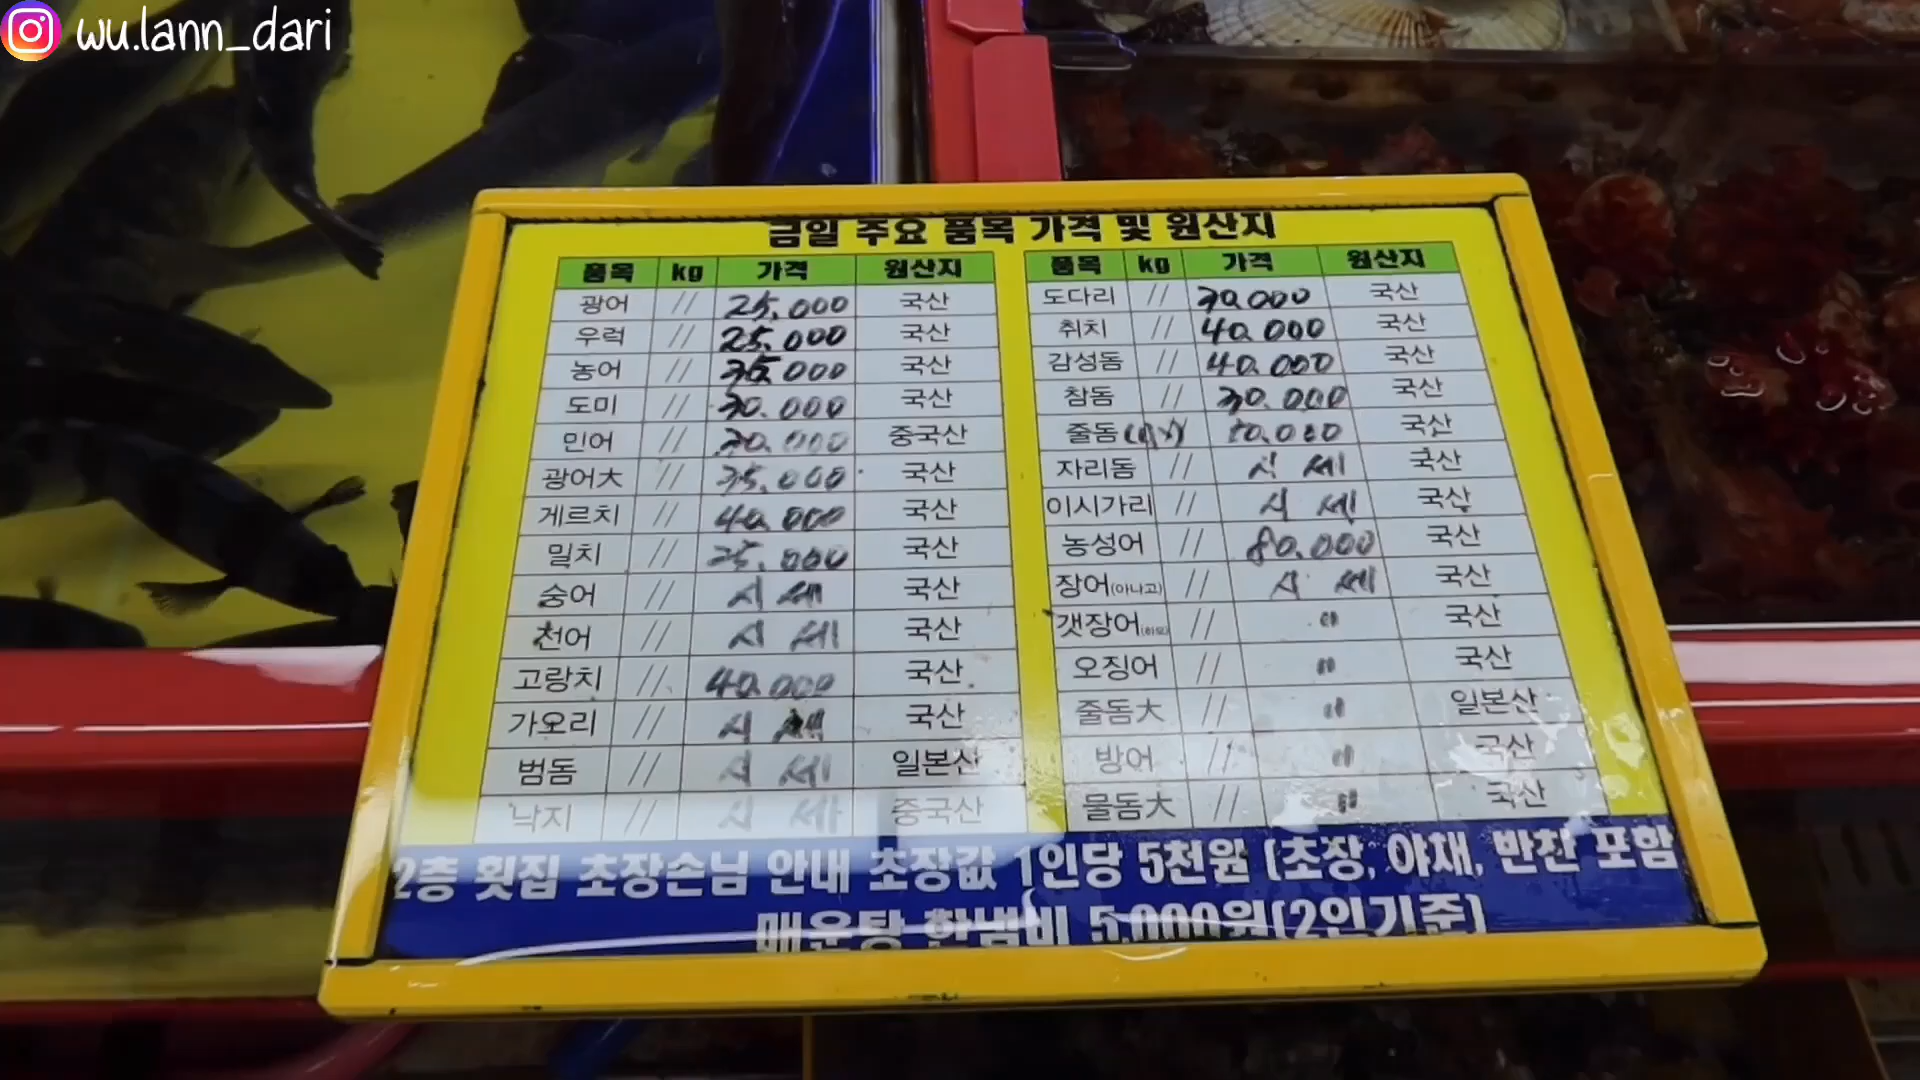 wu.lann_dari
금일 주요 품목 가격 및 원산지
품목 kg 가격 원산지
광어 // 25.000 국산
우럭 // 25.000 국산
농어 // 35.000 국산
도미 // 30.000 국산
민어 // 30.000 중국산
광어大 // 35.000 국산
게르치 // 40.000 국산
밀치 // 25.000 국산
숭어 // 시세 국산
천어 // 시세 국산
고랑치 // 40.000 국산
가오리 // 시세 국산
범돔 // 시세 일본산
낙지 // 시세 중국산
품목 kg 가격 원산지
도다리 // 30.000 국산
취치 // 40.000 국산
감성돔 // 40.000 국산
참돔 // 30.000 국산
줄돔 국산
자리돔 // 시세 국산
이시가리 // 시세 국산
농성어 // 80.000 국산
장어(아나고) // 시세 국산
갯장어(하모) // 〃 국산
오징어 // 〃 국산
줄돔大 // 〃 일본산
방어 // 〃 국산
물돔大 // 〃 국산
2층 횟집 초장손님 안내 초장값 1인당 5천원 (초장, 야채, 반찬 포함
매운탕 한냄비 5,000원(2인기준)